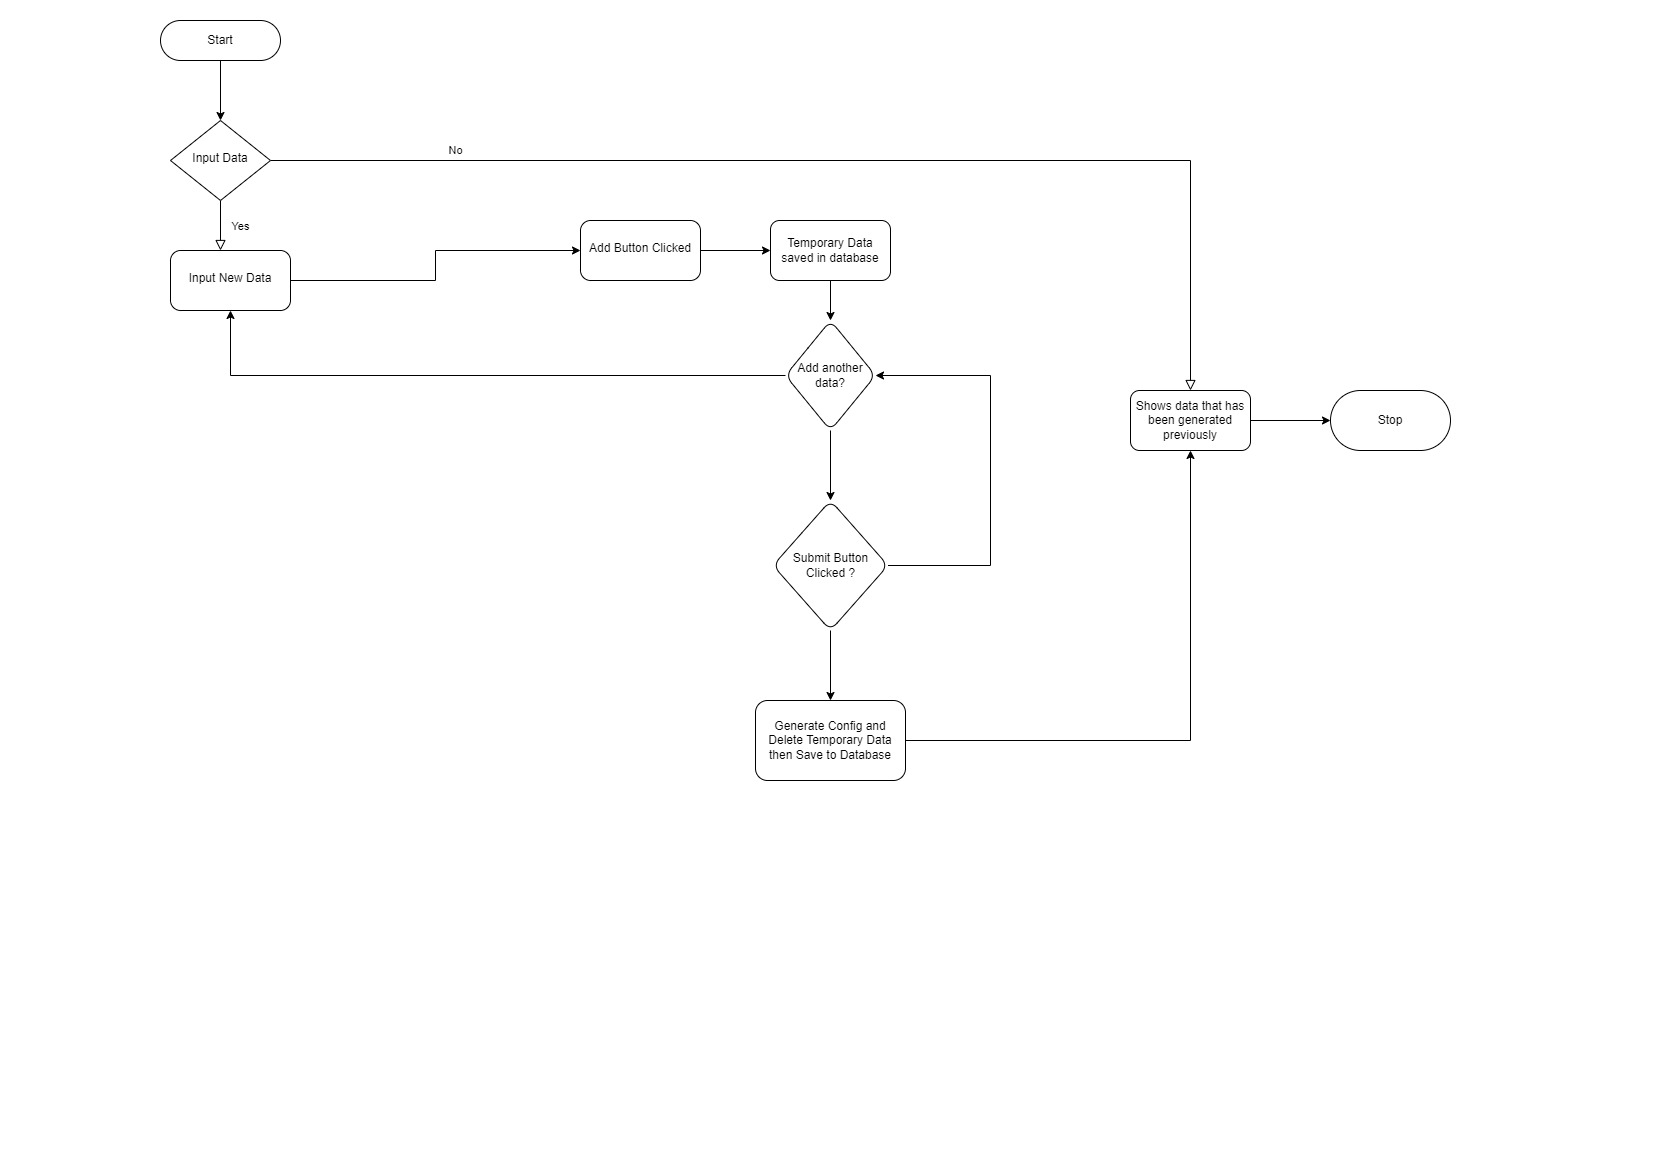 Start
Input Data
No
Yes
Input New Data
Add Button Clicked
Temporary Data
saved in database
Add another
data?
Shows data that has
been generated
previously
Stop
Submit Button
Clicked ?
Generate Config and
Delete Temporary Data
then Save to Database